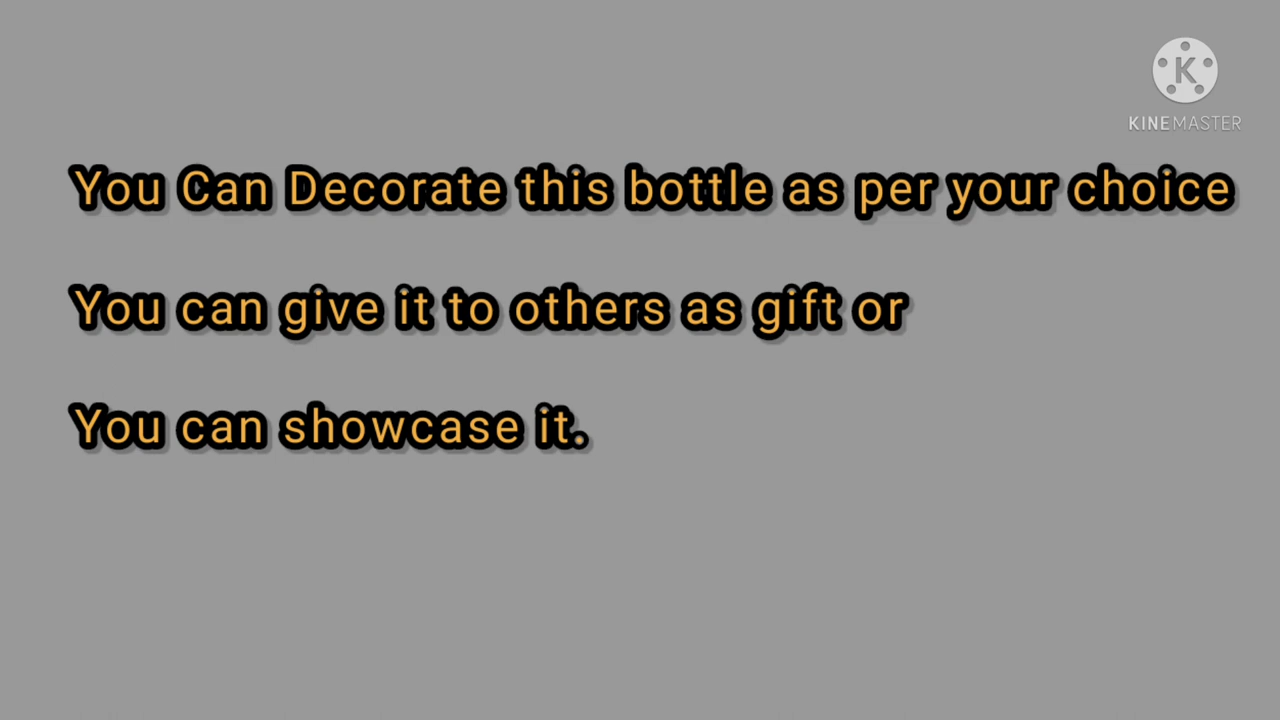 K
KINEMASTER
You Can Decorate this bottle as per your choice
You can give it to others as gift or
You can showcase it.